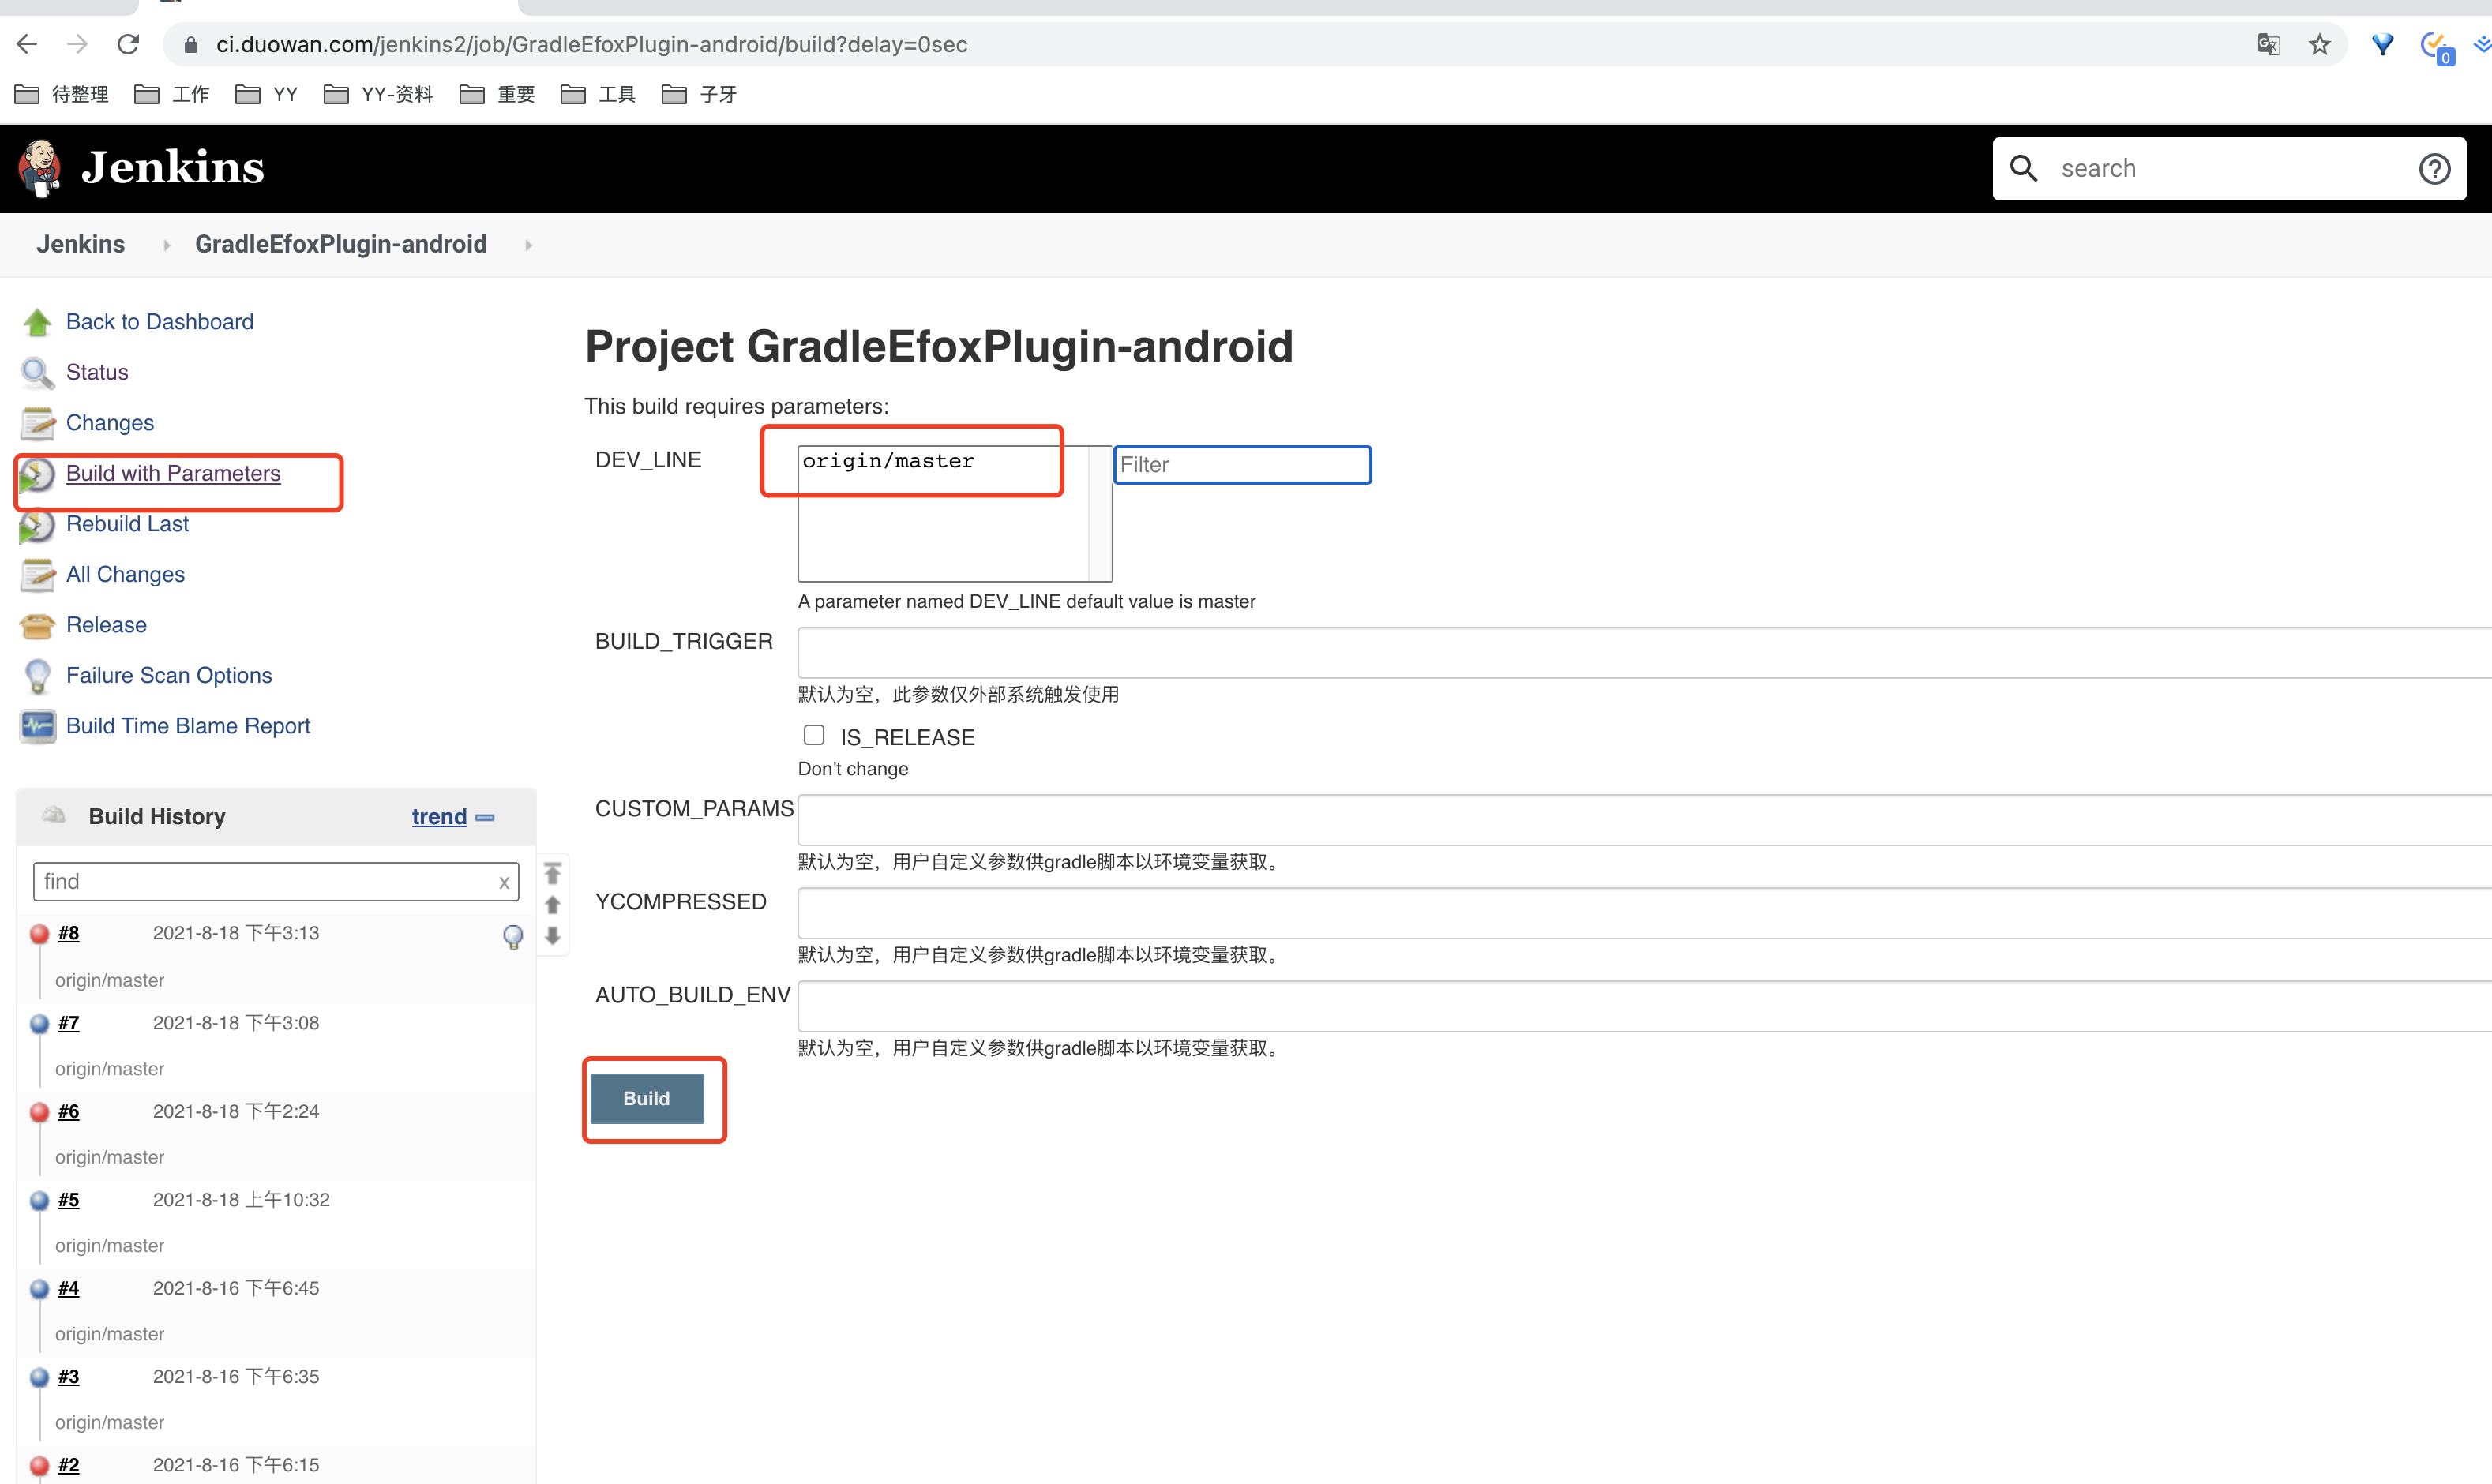 ci.duowan.com/jenkins2/job/GradleEfoxPlugin-android/build?delay=0sec
0
待整理 工作 YY YY-资料 重要 工具 子牙
Jenkins
search
Jenkins GradleEfoxPlugin-android
Back to Dashboard
Status
Changes
Build with Parameters
Rebuild Last
All Changes
Release
Failure Scan Options
Build Time Blame Report
Build History trend
find x
#8 2021-8-18 下午3:13
origin/master
#7 2021-8-18 下午3:08
origin/master
#6 2021-8-18 下午2:24
origin/master
#5 2021-8-18 上午10:32
origin/master
#4 2021-8-16 下午6:45
origin/master
#3 2021-8-16 下午6:35
origin/master
#2 2021-8-16 下午6:15
Project GradleEfoxPlugin-android
This build requires parameters:
DEV_LINE origin/master Filter
A parameter named DEV_LINE default value is master
BUILD_TRIGGER
默认为空，此参数仅外部系统触发使用
IS_RELEASE
Don't change
CUSTOM_PARAMS
默认为空，用户自定义参数供gradle脚本以环境变量获取。
YCOMPRESSED
默认为空，用户自定义参数供gradle脚本以环境变量获取。
AUTO_BUILD_ENV
默认为空，用户自定义参数供gradle脚本以环境变量获取。
Build